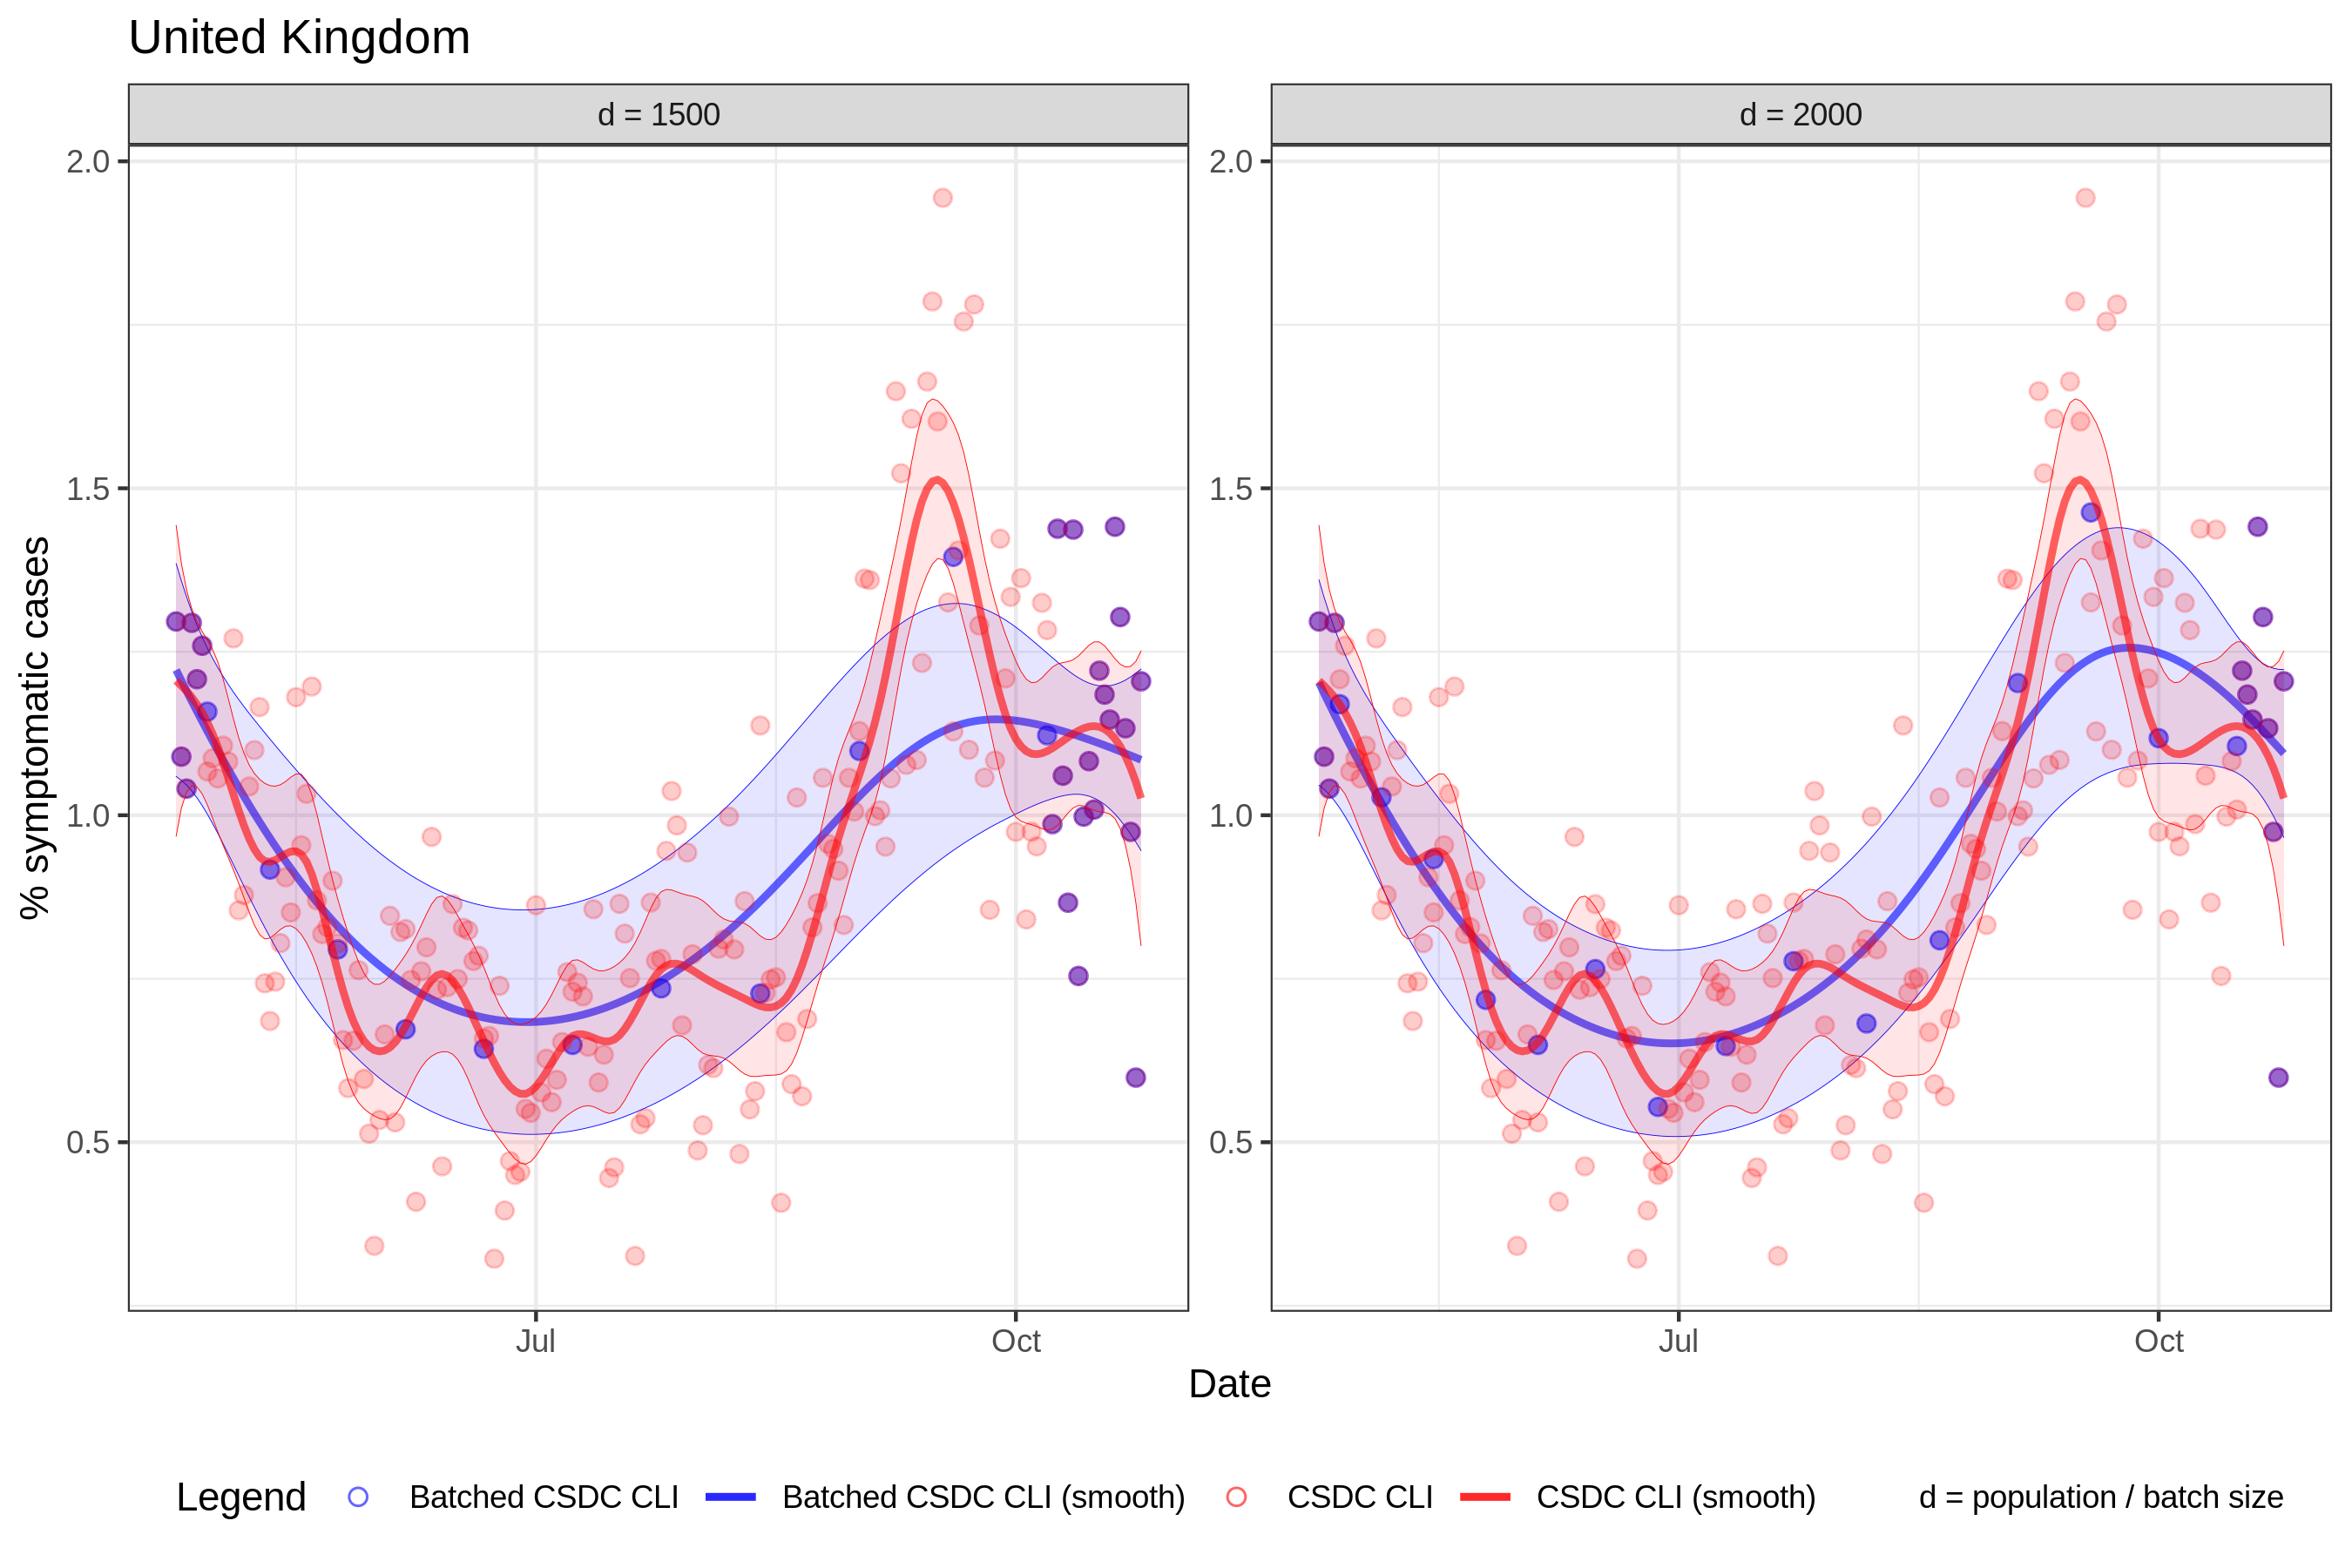 United Kingdom
d = 1500
d = 2000
% symptomatic cases
2.0
1.5
1.0
0.5
2.0
1.5
1.0
0.5
Jul
Oct
Jul
Oct
Date
Legend
Batched CSDC CLI
Batched CSDC CLI (smooth)
CSDC CLI
CSDC CLI (smooth)
d = population / batch size